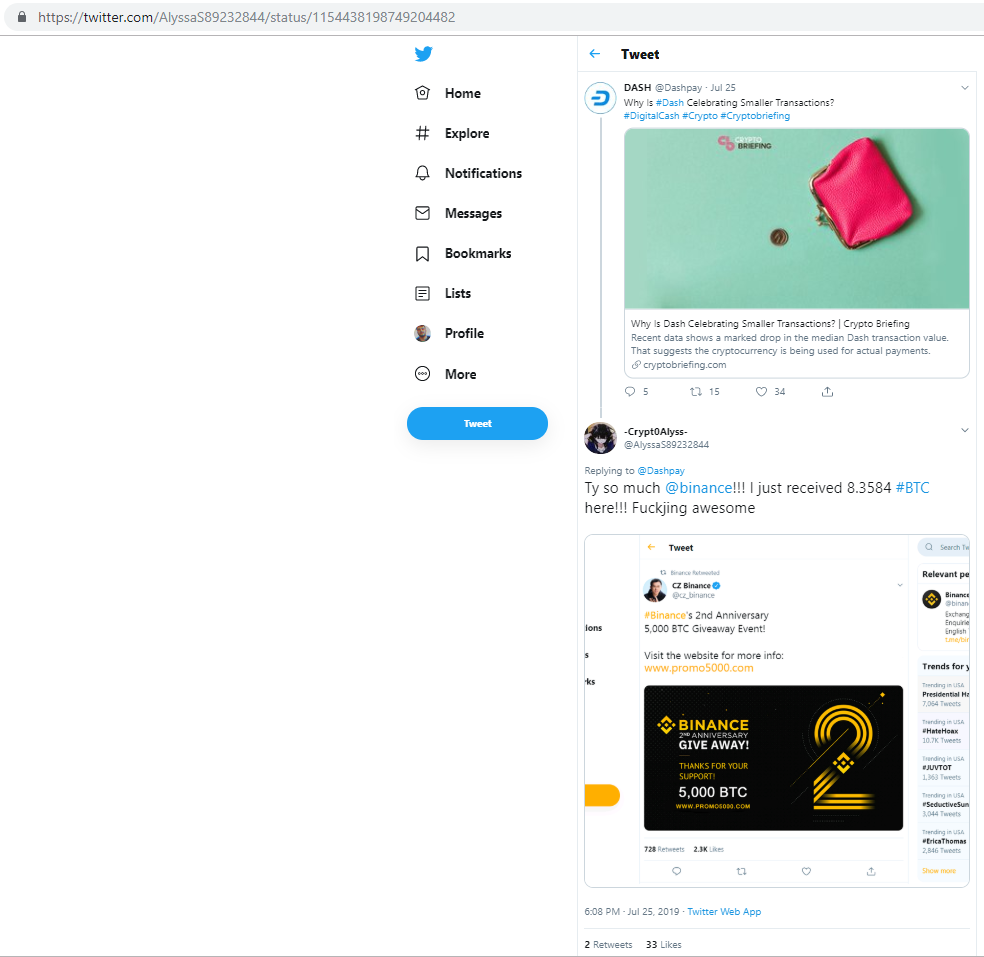 https://twitter.com/AlyssaS89232844/status/1154438198749204482
Home
Explore
Notifications
Messages
Bookmarks
Lists
Profile
More
Tweet
Tweet
DASH @Dashpay · Jul 25
Why Is #Dash Celebrating Smaller Transactions?
#DigitalCash #Crypto #Cryptobriefing
CRYPTO
BRIEFING
Why Is Dash Celebrating Smaller Transactions? | Crypto Briefing
Recent data shows a marked drop in the median Dash transaction value.
That suggests the cryptocurrency is being used for actual payments.
cryptobriefing.com
5 15 34
-Crypt0Alyss-
@AlyssaS89232844
Replying to @Dashpay
Ty so much @binance!!! I just received 8.3584 #BTC
here!!! Fuckjing awesome
Tweet
Binance Retweeted
CZ Binance
@cz_binance
#Binance's 2nd Anniversary
5,000 BTC Giveaway Event!
Visit the website for more info:
www.promo5000.com
BINANCE
2ND ANNIVERSARY
GIVE AWAY!
THANKS FOR YOUR
SUPPORT!
5,000 BTC
WWW.PROMO5000.COM
728 Retweets 2.3K Likes
ions
s
rks
Search Tw
Relevant pe
Binance
@binan
Exchang
Enquirie
English
t.me/bin
Trends for y
Trending in USA
Presidential Ha
7,064 Tweets
Trending in USA
#HateHoax
10.7K Tweets
Trending in USA
#JUVTOT
1,363 Tweets
Trending in USA
#SeductiveSun
3,044 Tweets
Trending in USA
#EricaThomas
2,846 Tweets
Show more
6:08 PM · Jul 25, 2019 · Twitter Web App
2 Retweets 33 Likes